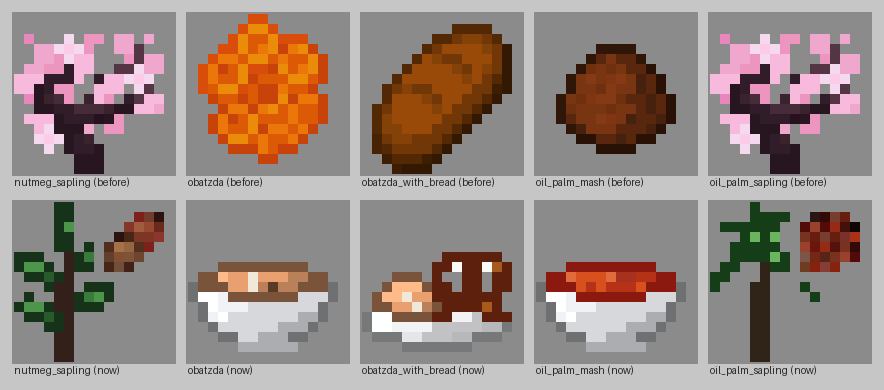 nutmeg_sapling (before)
obatzda (before)
obatzda_with_bread (before)
oil_palm_mash (before)
oil_palm_sapling (before)
nutmeg_sapling (now)
obatzda (now)
obatzda_with_bread (now)
oil_palm_mash (now)
oil_palm_sapling (now)